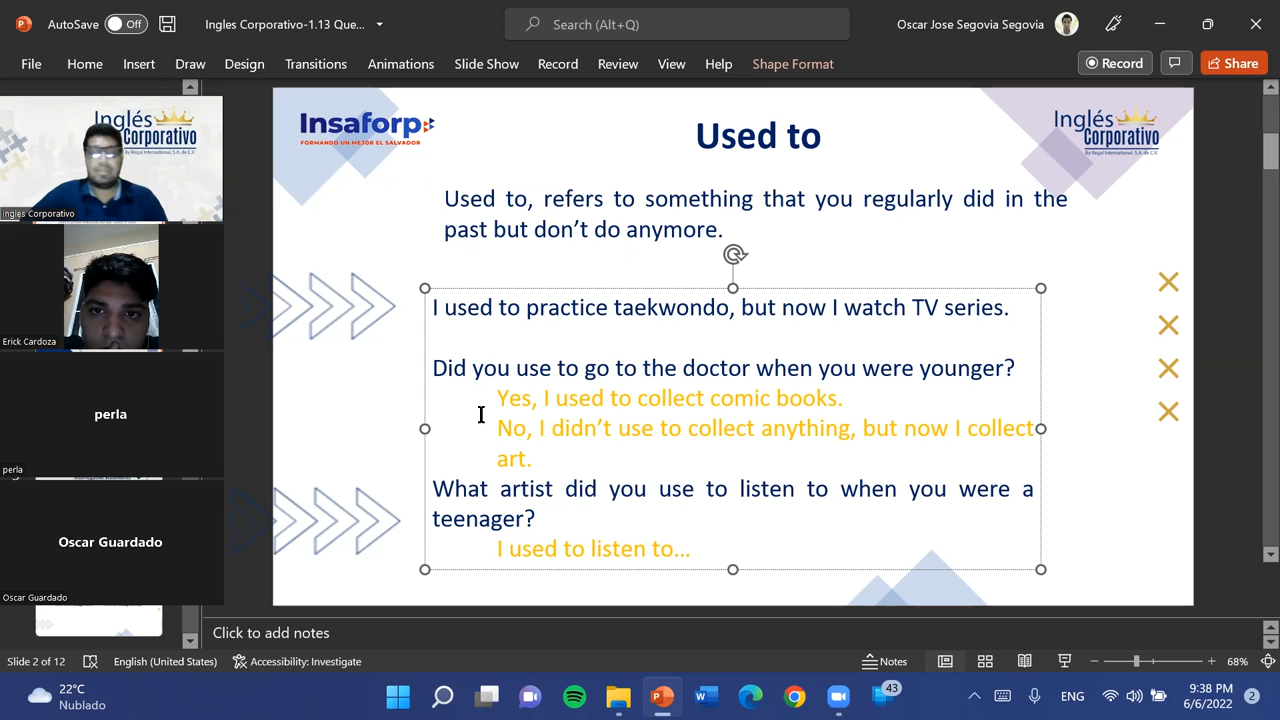 AutoSave Off Ingles Corporativo-1.13 Que... Search (Alt+Q) Oscar Jose Segovia Segovia
File Home Insert Draw Design Transitions Animations Slide Show Record Review View Help Shape Format Record Share
Inglés Corporativo
Ingles Corporativo
Erick Cardoza
perla
perla
Oscar Guardado
Oscar Guardado
Insaforp
FORMANDO UN MEJOR EL SALVADOR
Used to
Inglés
Corporativo
By Regal International, S.A. de C.V.
Used to, refers to something that you regularly did in the
past but don’t do anymore.
I used to practice taekwondo, but now I watch TV series.
Did you use to go to the doctor when you were younger?
Yes, I used to collect comic books.
No, I didn’t use to collect anything, but now I collect
art.
What artist did you use to listen to when you were a
teenager?
I used to listen to…
Click to add notes
Slide 2 of 12 English (United States) Accessibility: Investigate Notes 68%
22°C
Nublado
43
ENG
9:38 PM
6/6/2022
2